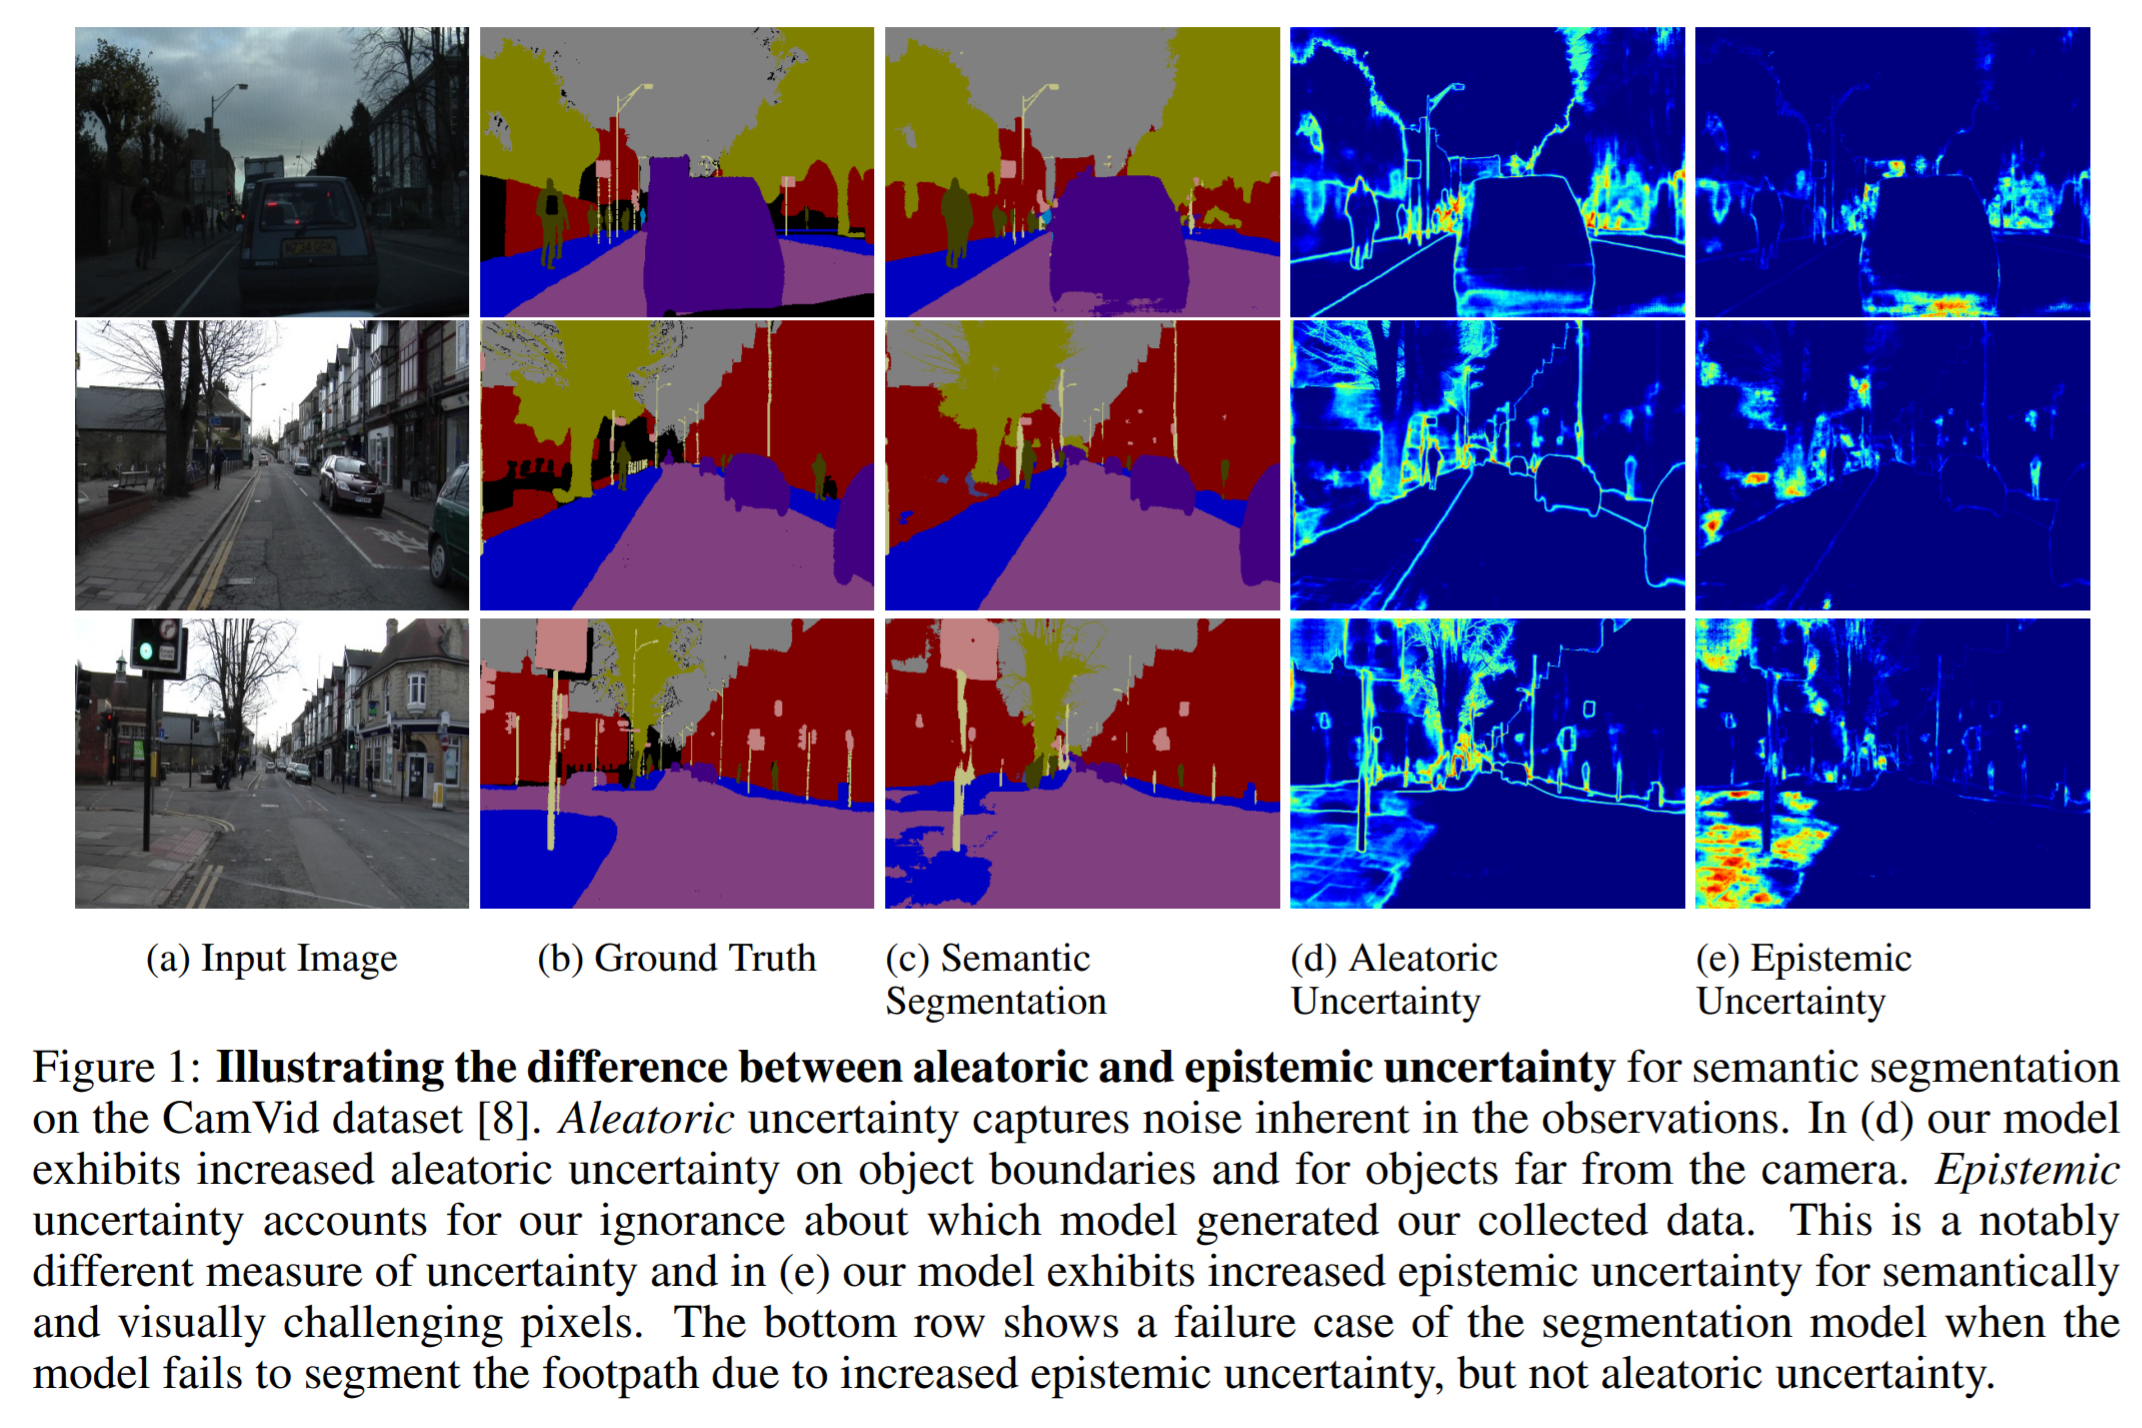 (a) Input Image
(b) Ground Truth
(c) Semantic
Segmentation
(d) Aleatoric
Uncertainty
(e) Epistemic
Uncertainty
Figure 1: Illustrating the difference between aleatoric and epistemic uncertainty for semantic segmentation
on the CamVid dataset [8]. Aleatoric uncertainty captures noise inherent in the observations. In (d) our model
exhibits increased aleatoric uncertainty on object boundaries and for objects far from the camera. Epistemic
uncertainty accounts for our ignorance about which model generated our collected data. This is a notably
different measure of uncertainty and in (e) our model exhibits increased epistemic uncertainty for semantically
and visually challenging pixels. The bottom row shows a failure case of the segmentation model when the
model fails to segment the footpath due to increased epistemic uncertainty, but not aleatoric uncertainty.